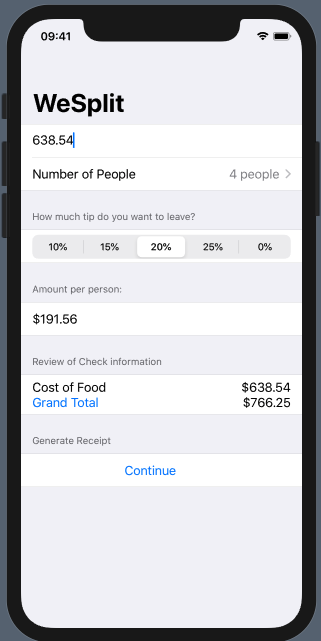 09:41
WeSplit
638.54
Number of People 4 people
How much tip do you want to leave?
10% 15% 20% 25% 0%
Amount per person:
$191.56
Review of Check information
Cost of Food $638.54
Grand Total $766.25
Generate Receipt
Continue